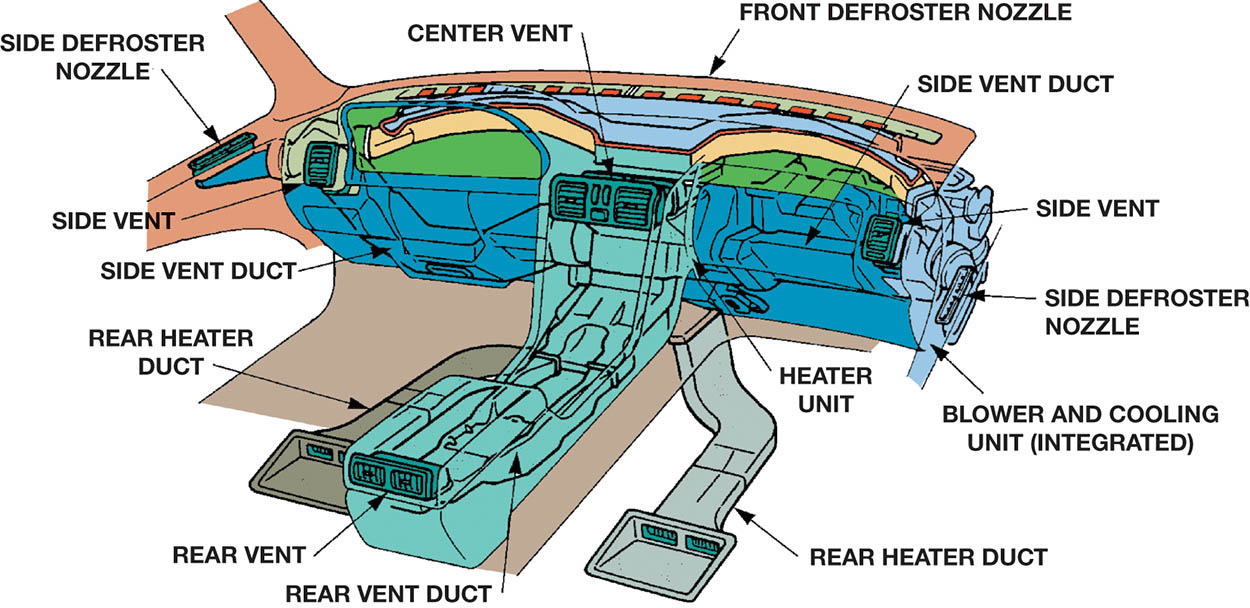 FRONT DEFROSTER NOZZLE
SIDE DEFROSTER
NOZZLE
CENTER VENT
SIDE VENT DUCT
SIDE VENT
SIDE VENT
SIDE VENT DUCT
SIDE DEFROSTER
NOZZLE
REAR HEATER
DUCT
HEATER
UNIT
BLOWER AND COOLING
UNIT (INTEGRATED)
REAR VENT
REAR HEATER DUCT
REAR VENT DUCT